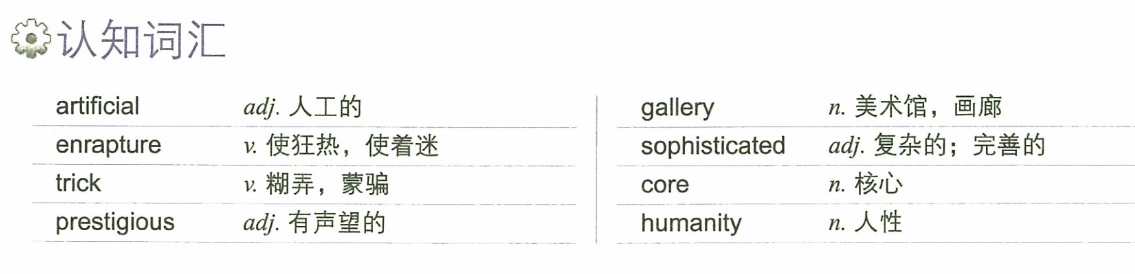 认知词汇
artificial adj. 人工的
enrapture v. 使狂热，使着迷
trick v. 糊弄，蒙骗
prestigious adj. 有声望的
gallery n. 美术馆，画廊
sophisticated adj. 复杂的；完善的
core n. 核心
humanity n. 人性